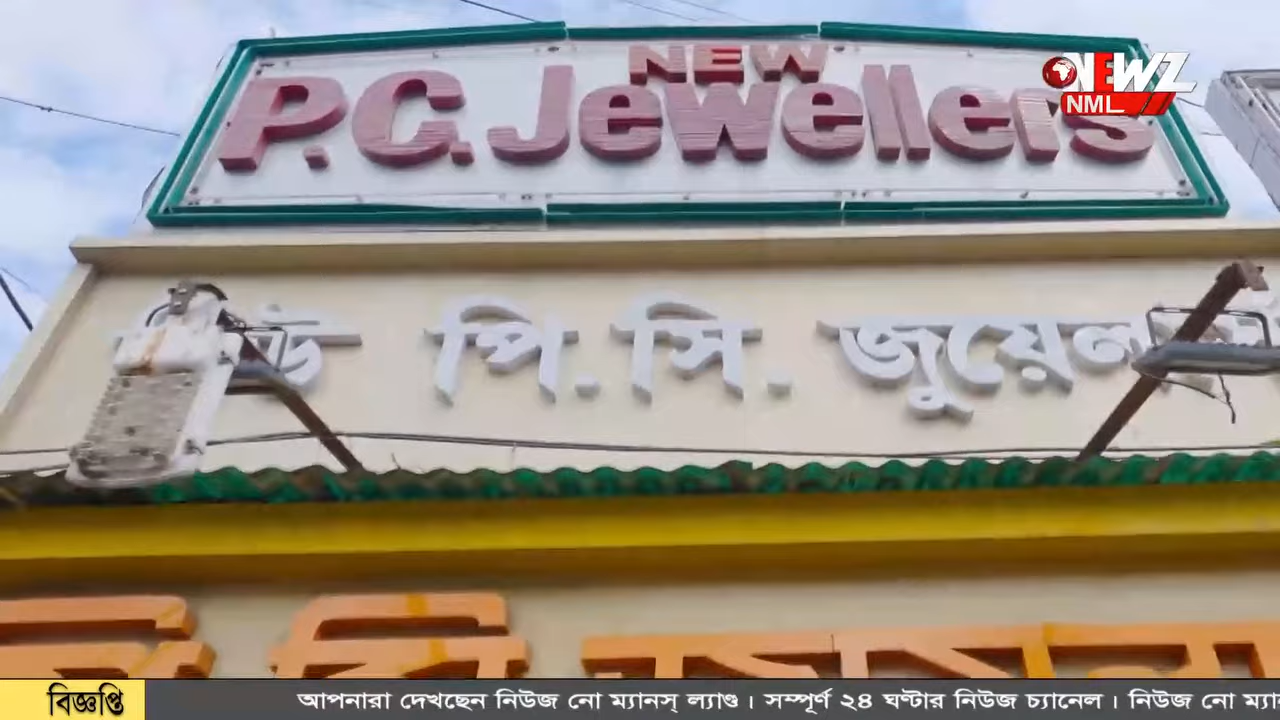 NEW
P.C. Jewellers
NEWZ
NML
পি.সি. জুয়েল
বিজ্ঞপ্তি
আপনারা দেখছেন নিউজ নো ম্যানস্ ল্যাণ্ড । সম্পূর্ণ ২৪ ঘণ্টার নিউজ চ্যানেল । নিউজ নো ম্যা